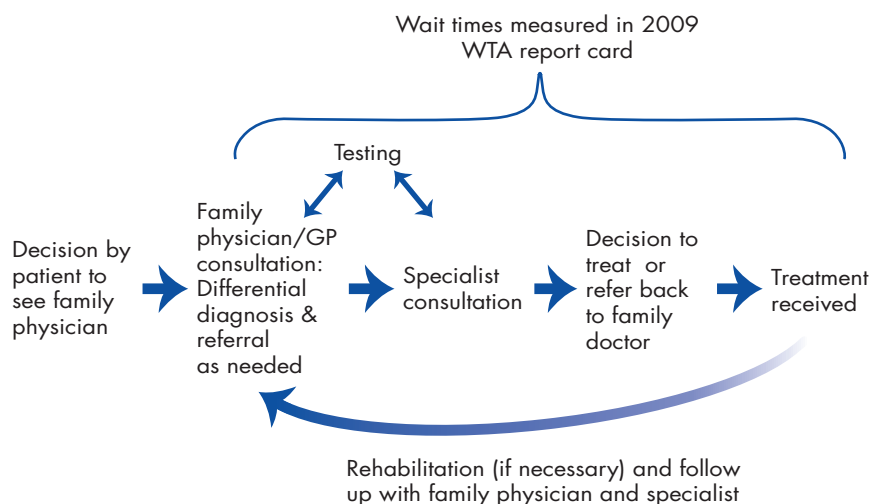 Wait times measured in 2009
WTA report card
Testing
Decision by
patient to
see family
physician
Family
physician/GP
consultation:
Differential
diagnosis &
referral
as needed
Specialist
consultation
Decision to
treat or
refer back
to family
doctor
Treatment
received
Rehabilitation (if necessary) and follow
up with family physician and specialist